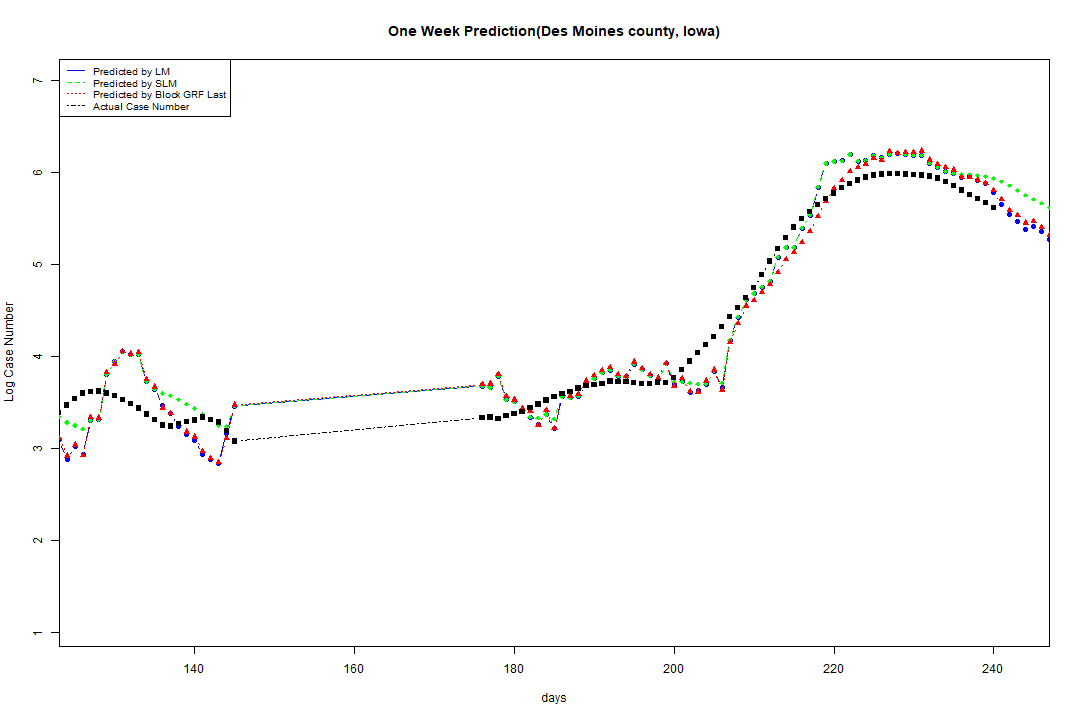 One Week Prediction(Des Moines county, Iowa)
Predicted by LM
Predicted by SLM
Predicted by Block GRF Last
Actual Case Number
7
6
5
4
3
2
1
Log Case Number
140 160 180 200 220 240
days